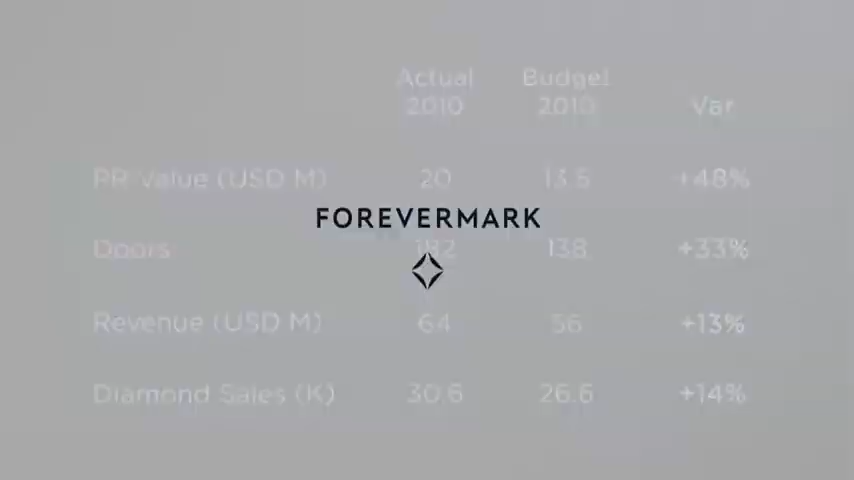 Actual Budget
2010 2010 Var
PR Value (USD M) 20 13.5 +48%
FOREVERMARK
Doors 182 138 +33%
Revenue (USD M) 64 56 +13%
Diamond Sales (K) 30.6 26.6 +14%